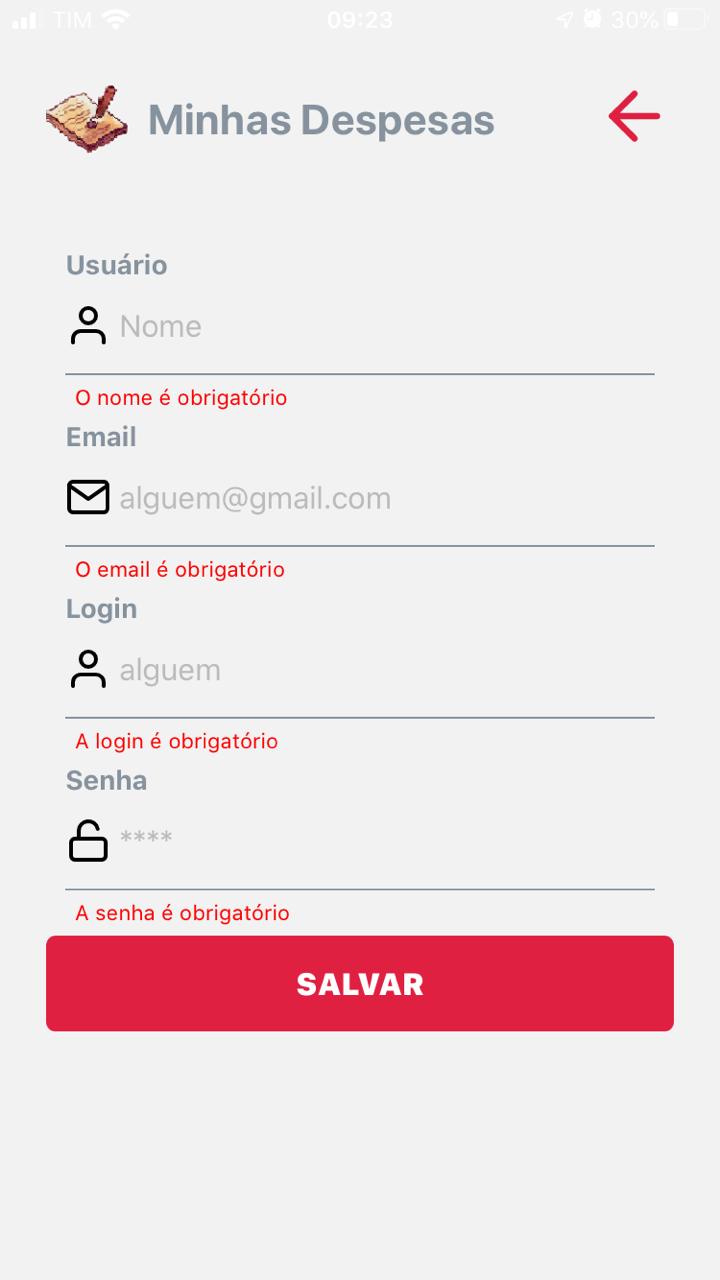 TIM 09:23 30%
Minhas Despesas
Usuário
Nome
O nome é obrigatório
Email
alguem@gmail.com
O email é obrigatório
Login
alguem
A login é obrigatório
Senha
****
A senha é obrigatório
SALVAR